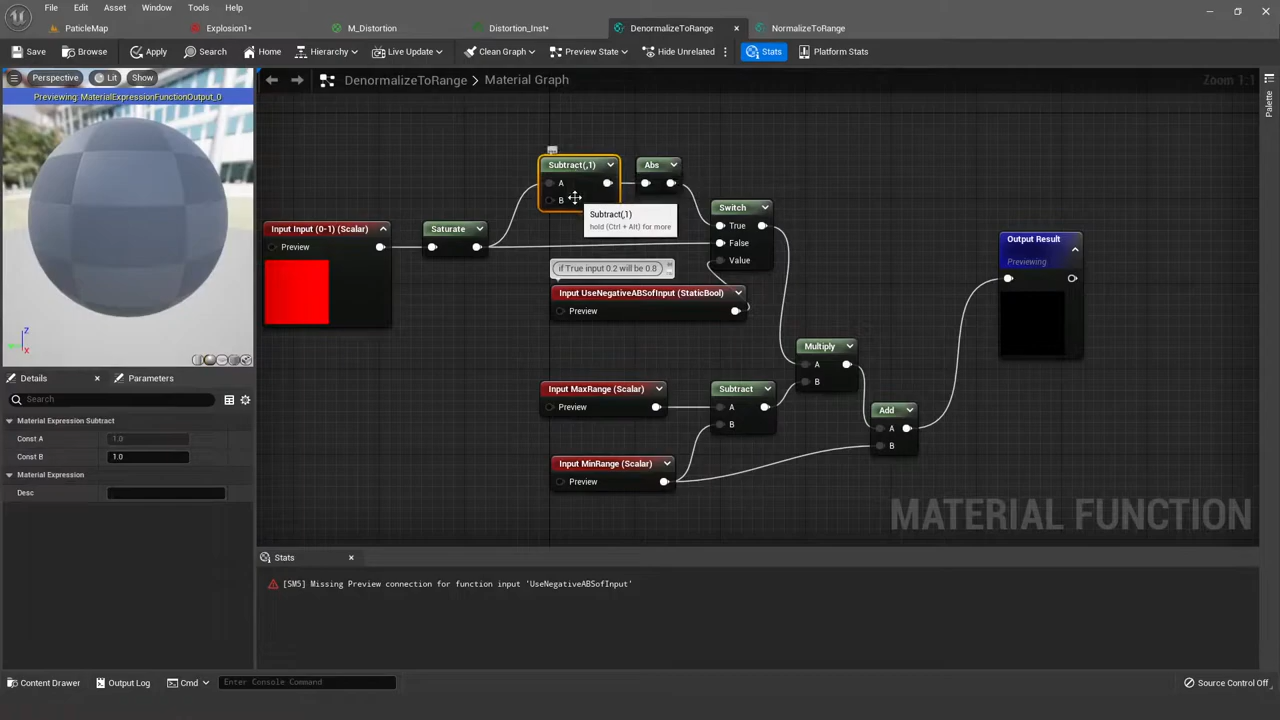 File Edit Asset Window Tools Help
PaticleMap
Explosion1*
M_Distortion
Distortion_Inst*
DenormalizeToRange
NormalizeToRange
Save
Browse
Apply
Search
Home
Hierarchy
Live Update
Clean Graph
Preview State
Hide Unrelated
Stats
Platform Stats
Perspective
Lit
Show
DenormalizeToRange > Material Graph
Zoom 1:1
Palette
Previewing: MaterialExpressionFunctionOutput_0
Subtract(,1)
A
B
Abs
Subtract(,1)
hold (Ctrl + Alt) for more
Switch
True
False
Value
Input Input (0-1) (Scalar)
Preview
Saturate
if True input 0.2 will be 0.8
Input UseNegativeABSofInput (StaticBool)
Preview
Output Result
Previewing
Multiply
A
B
Input MaxRange (Scalar)
Preview
Subtract
A
B
Add
A
B
Input MinRange (Scalar)
Preview
MATERIAL FUNCTION
Z
X
Details
Parameters
Search
Material Expression Subtract
Const A 1.0
Const B 1.0
Material Expression
Desc
Stats
[SM5] Missing Preview connection for function input 'UseNegativeABSofInput'
Content Drawer
Output Log
Cmd
Enter Console Command
Source Control Off